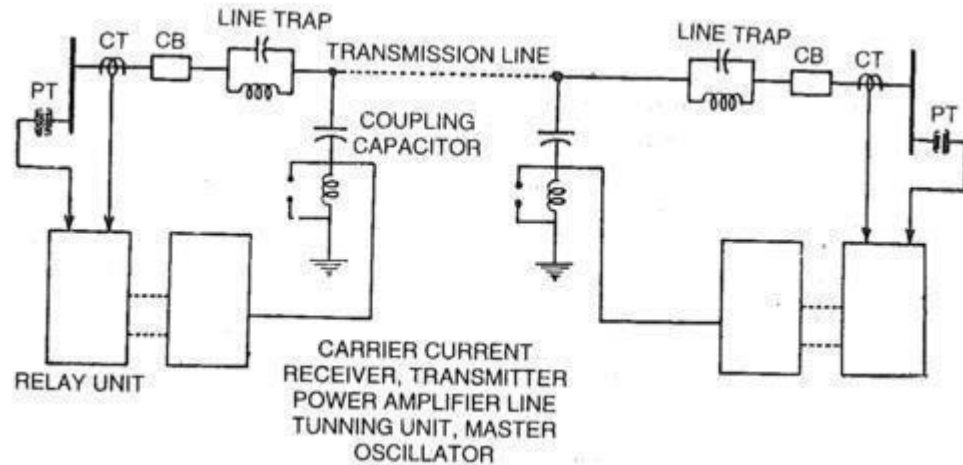 LINE TRAP
CT
CB
TRANSMISSION LINE
LINE TRAP
CB
CT
PT
PT
COUPLING
CAPACITOR
RELAY UNIT
CARRIER CURRENT
RECEIVER, TRANSMITTER
POWER AMPLIFIER LINE
TUNNING UNIT, MASTER
OSCILLATOR